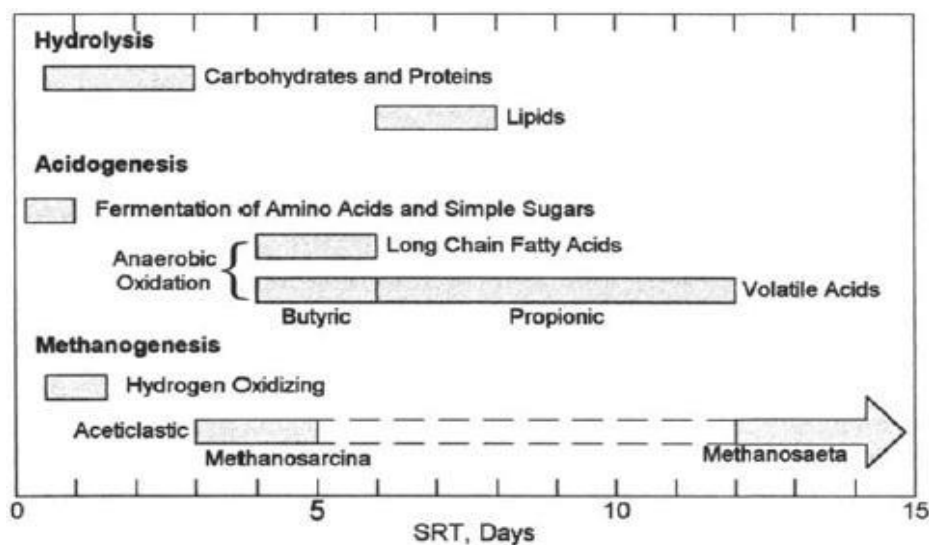 Hydrolysis
Carbohydrates and Proteins
Lipids
Acidogenesis
Fermentation of Amino Acids and Simple Sugars
Anaerobic
Oxidation
Long Chain Fatty Acids
Volatile Acids
Butyric
Propionic
Methanogenesis
Hydrogen Oxidizing
Aceticlastic
Methanosarcina
Methanosaeta
0
5
10
15
SRT, Days